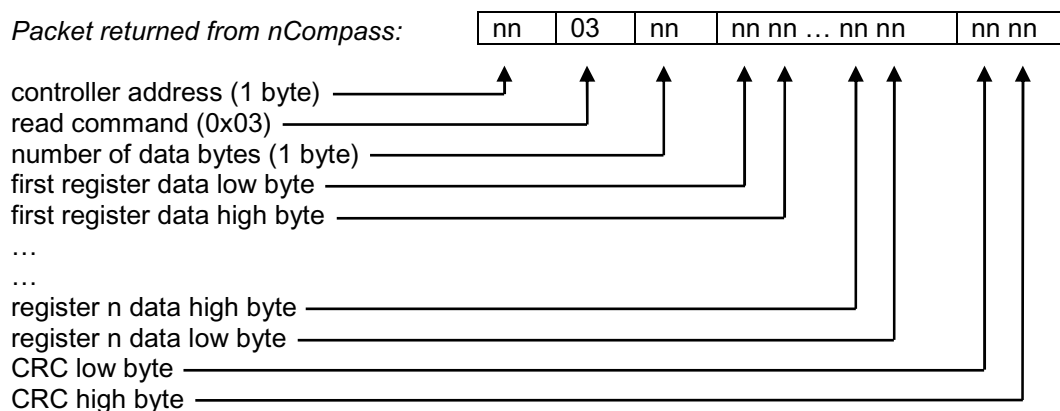 Packet returned from nCompass: nn 03 nn nn nn … nn nn nn nn
controller address (1 byte)
read command (0x03)
number of data bytes (1 byte)
first register data low byte
first register data high byte
…
…
register n data high byte
register n data low byte
CRC low byte
CRC high byte